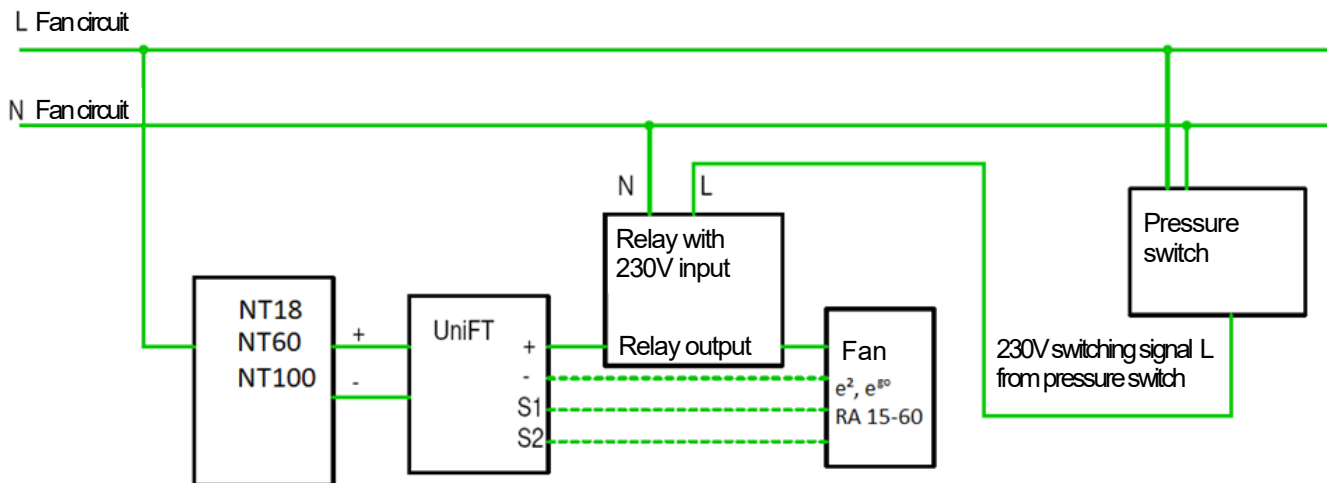 L Fan circuit
N Fan circuit
N
L
Pressure
switch
Relay with
230V input
Relay output
NT18
NT60
NT100
+
-
UniFT
+
-
S1
S2
Fan
e², eᵍᵒ
RA 15-60
230V switching signal L
from pressure switch